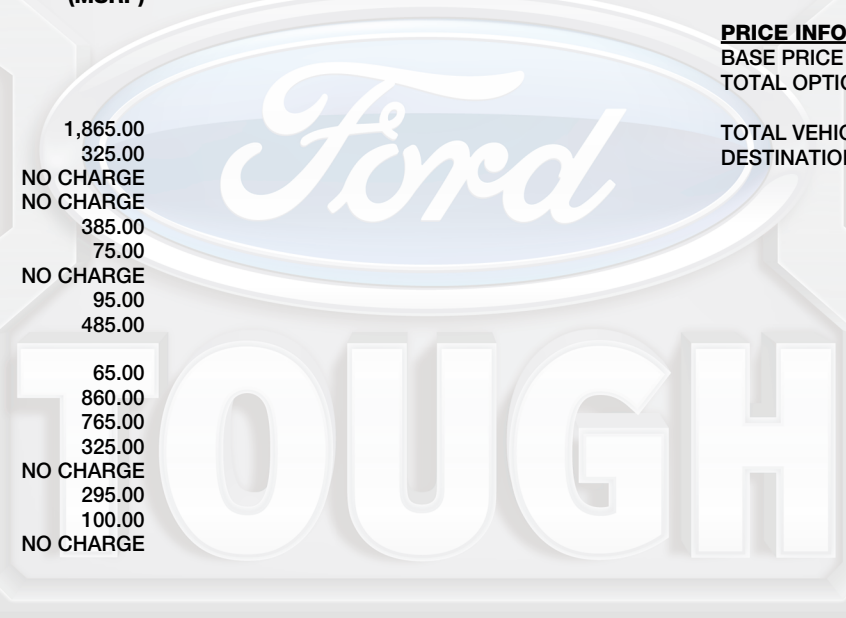 (MSRP)
1,865.00
325.00
NO CHARGE
NO CHARGE
385.00
75.00
NO CHARGE
95.00
485.00
65.00
860.00
765.00
325.00
NO CHARGE
295.00
100.00
NO CHARGE
PRICE INFO
BASE PRICE
TOTAL OPTIO
TOTAL VEHIC
DESTINATION
Ford
TOUGH